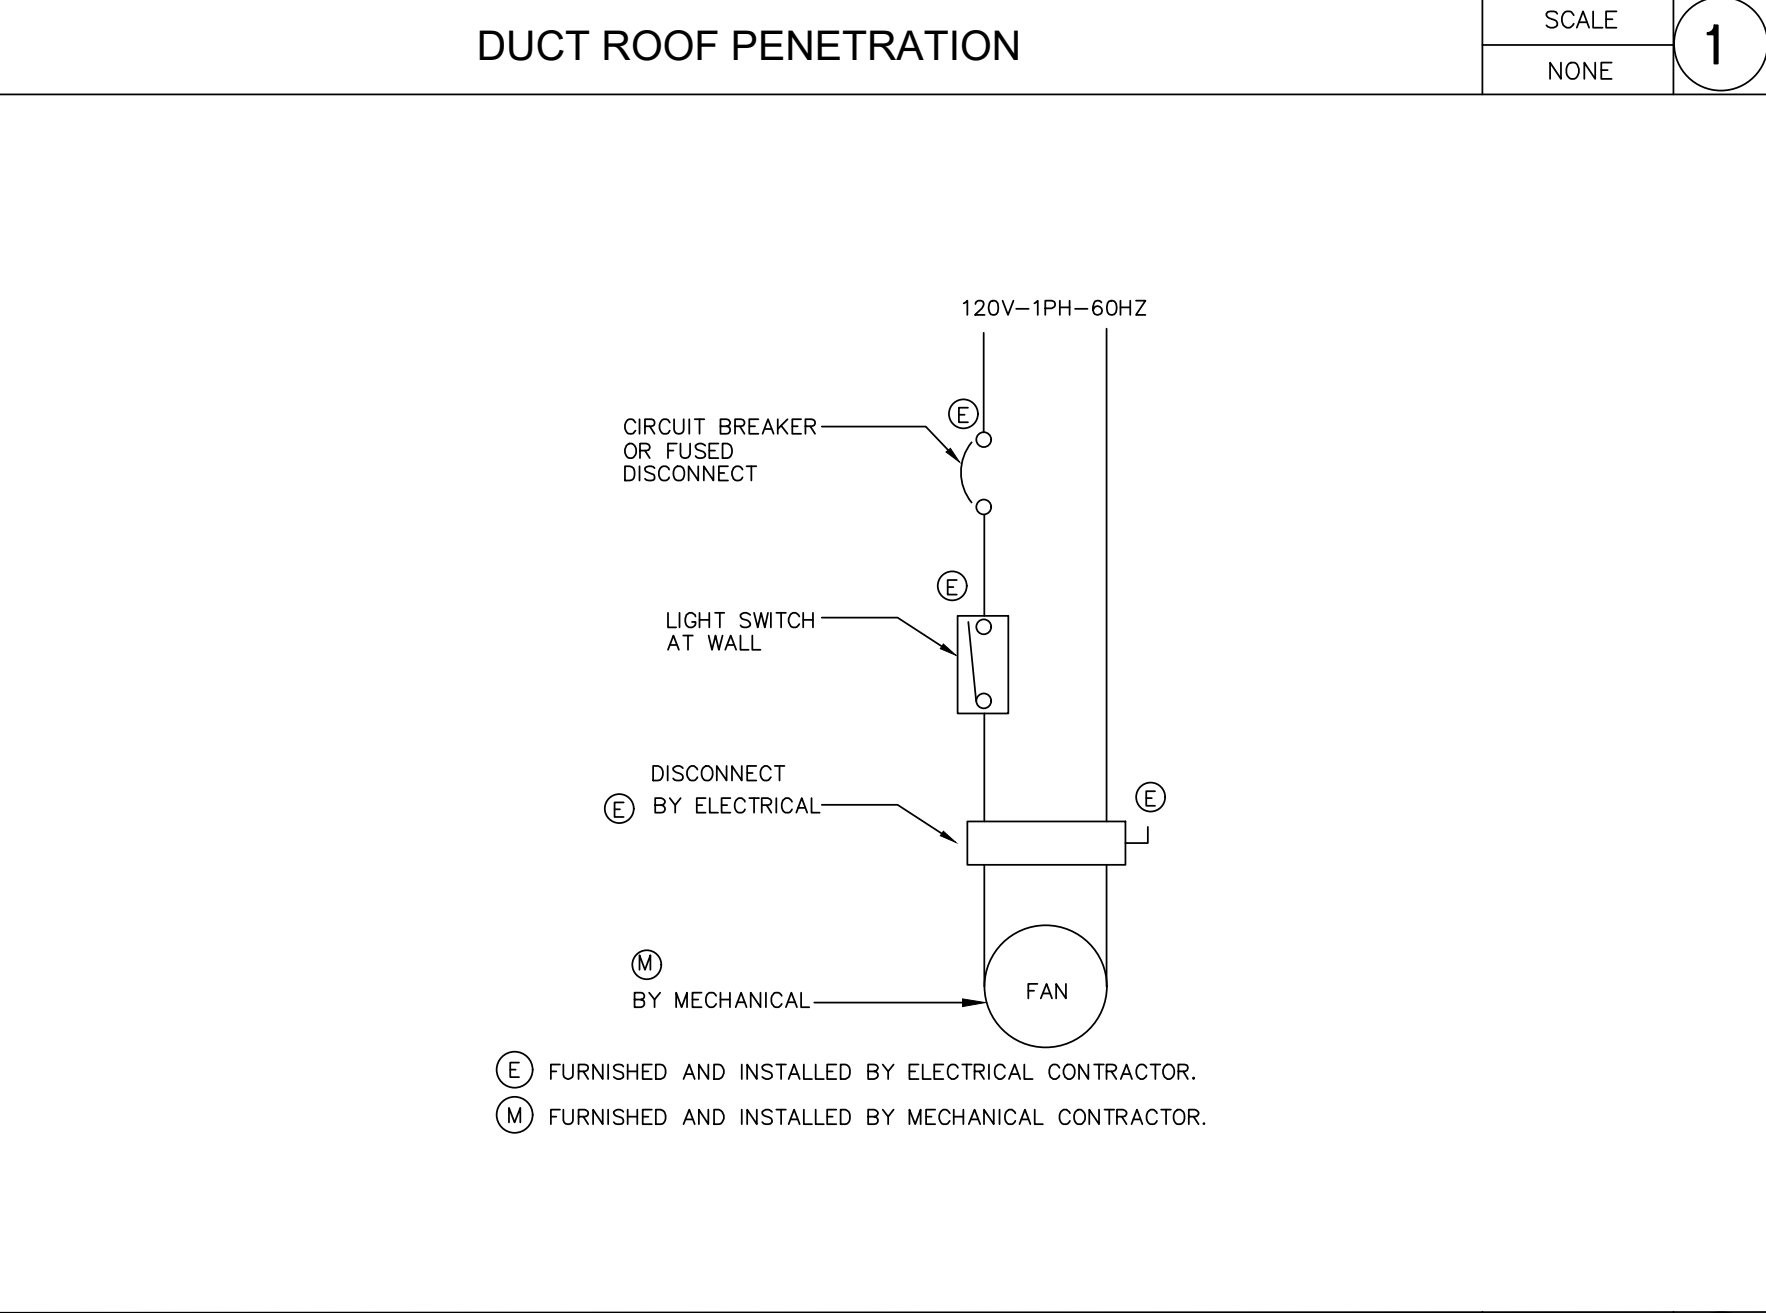 DUCT ROOF PENETRATION
SCALE
NONE
1
120V-1PH-60HZ
E
CIRCUIT BREAKER
OR FUSED
DISCONNECT
E
LIGHT SWITCH
AT WALL
DISCONNECT
E BY ELECTRICAL
E
M
BY MECHANICAL
FAN
E FURNISHED AND INSTALLED BY ELECTRICAL CONTRACTOR.
M FURNISHED AND INSTALLED BY MECHANICAL CONTRACTOR.